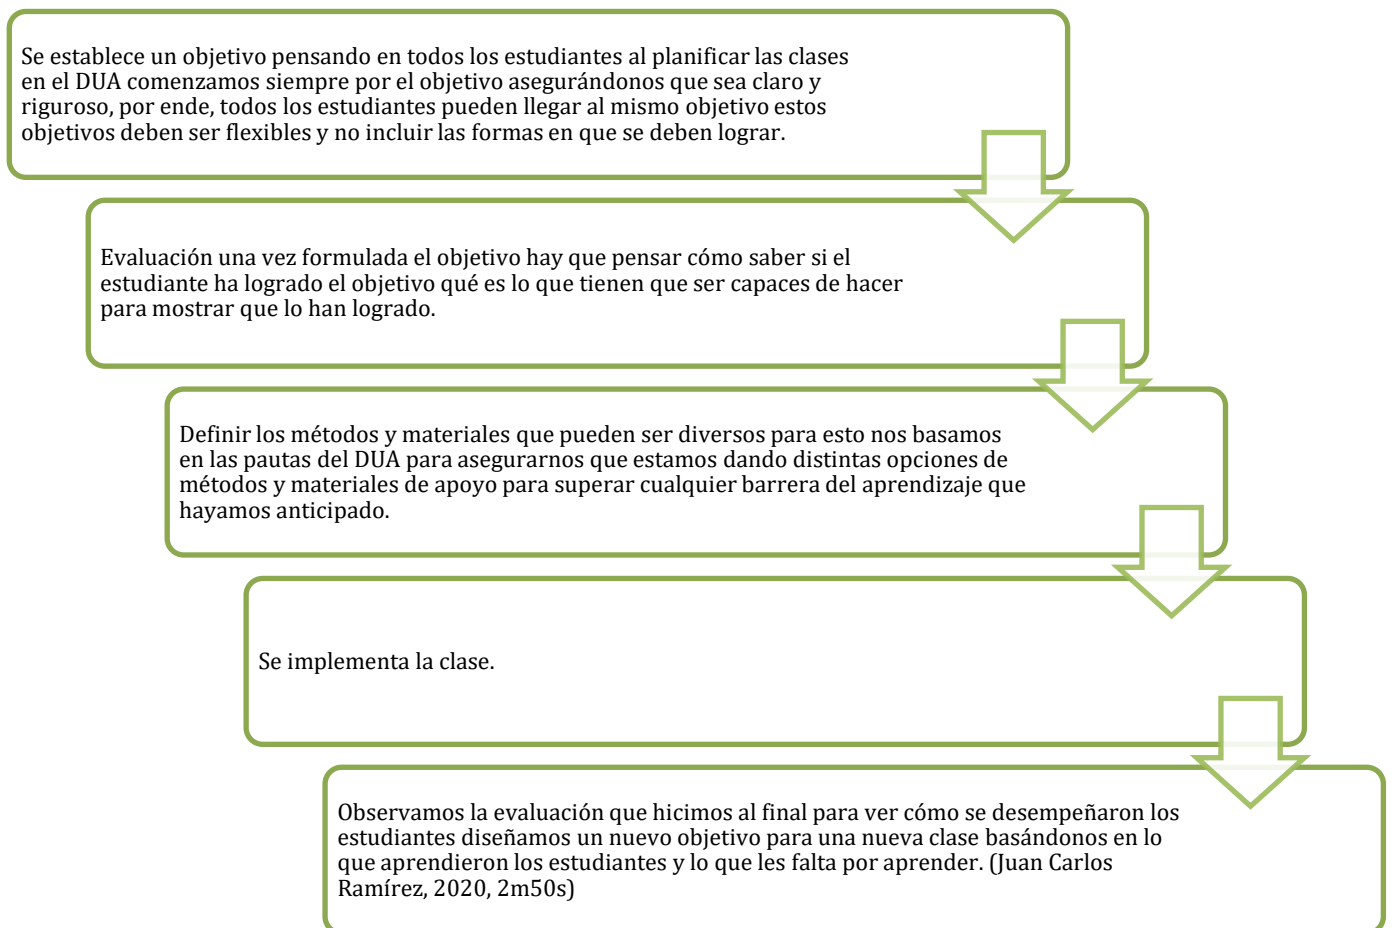 Se establece un objetivo pensando en todos los estudiantes al planificar las clases
en el DUA comenzamos siempre por el objetivo asegurándonos que sea claro y
riguroso, por ende, todos los estudiantes pueden llegar al mismo objetivo estos
objetivos deben ser flexibles y no incluir las formas en que se deben lograr.
Evaluación una vez formulada el objetivo hay que pensar cómo saber si el
estudiante ha logrado el objetivo qué es lo que tienen que ser capaces de hacer
para mostrar que lo han logrado.
Definir los métodos y materiales que pueden ser diversos para esto nos basamos
en las pautas del DUA para asegurarnos que estamos dando distintas opciones de
métodos y materiales de apoyo para superar cualquier barrera del aprendizaje que
hayamos anticipado.
Se implementa la clase.
Observamos la evaluación que hicimos al final para ver cómo se desempeñaron los
estudiantes diseñamos un nuevo objetivo para una nueva clase basándonos en lo
que aprendieron los estudiantes y lo que les falta por aprender. (Juan Carlos
Ramírez, 2020, 2m50s)